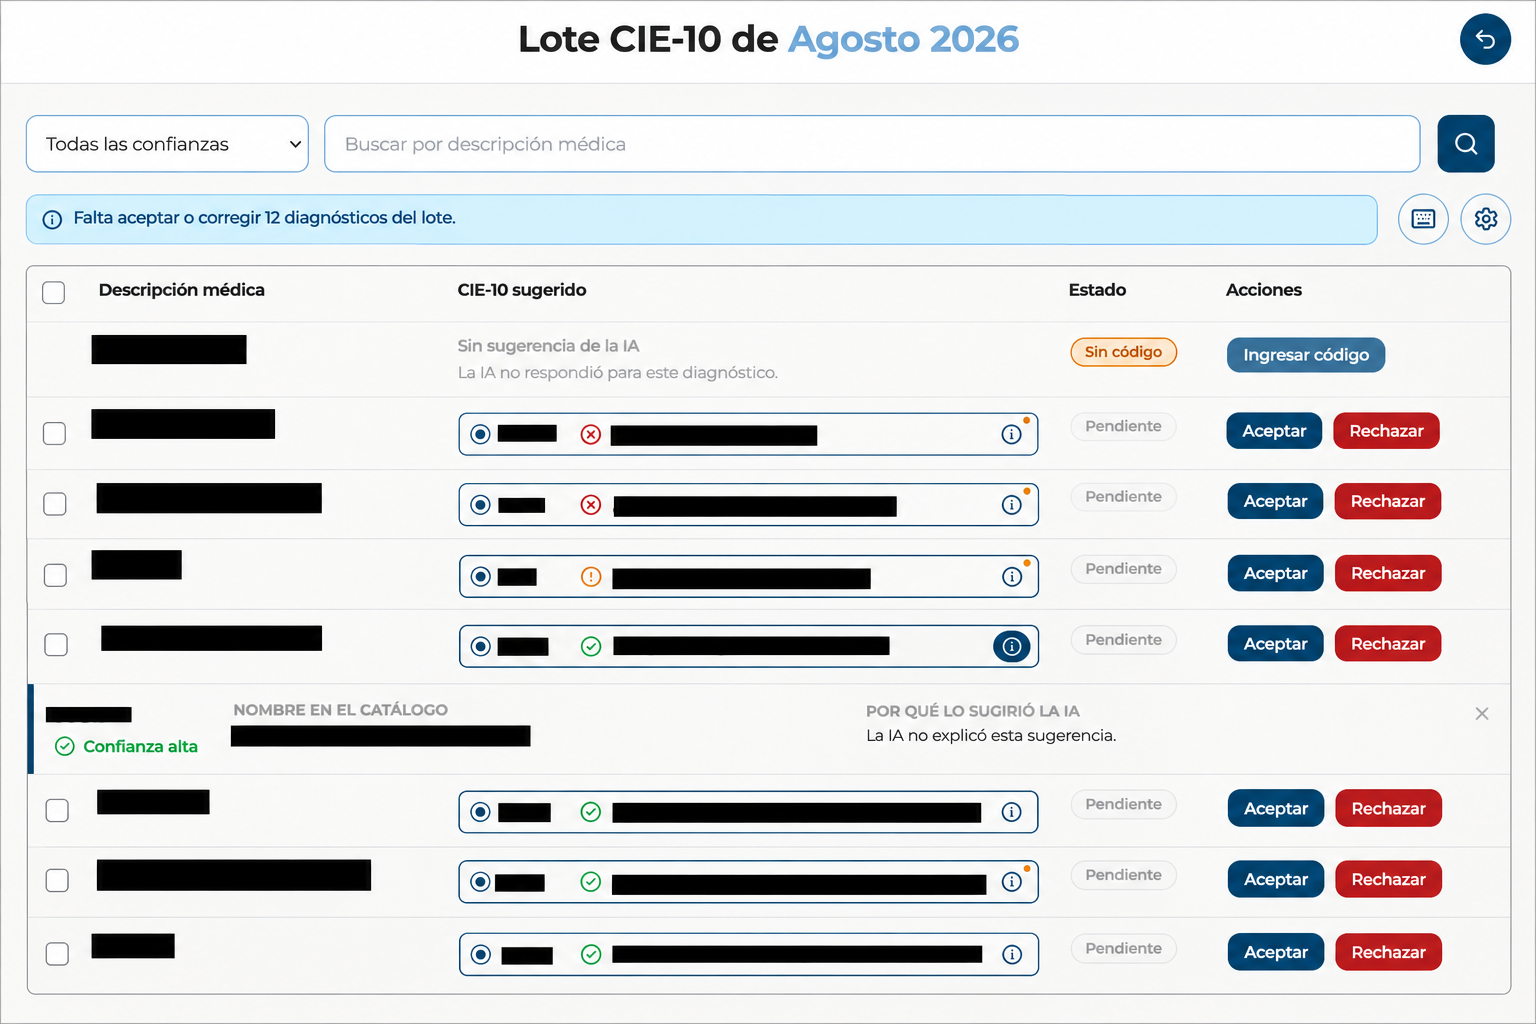 Lote CIE-10 de Agosto 2026
Todas las confianzas
Buscar por descripción médica
Falta aceptar o corregir 12 diagnósticos del lote.
Descripción médica CIE-10 sugerido Estado Acciones
Sin sugerencia de la IA
La IA no respondió para este diagnóstico.
Sin código Ingresar código
Pendiente Aceptar Rechazar
Pendiente Aceptar Rechazar
Pendiente Aceptar Rechazar
Pendiente Aceptar Rechazar
Confianza alta
NOMBRE EN EL CATÁLOGO
POR QUÉ LO SUGIRIÓ LA IA
La IA no explicó esta sugerencia.
Pendiente Aceptar Rechazar
Pendiente Aceptar Rechazar
Pendiente Aceptar Rechazar